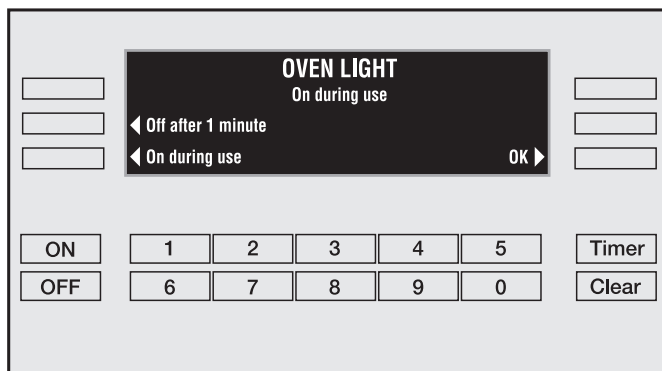 OVEN LIGHT
On during use
Off after 1 minute
On during use OK
ON 1 2 3 4 5 Timer
OFF 6 7 8 9 0 Clear